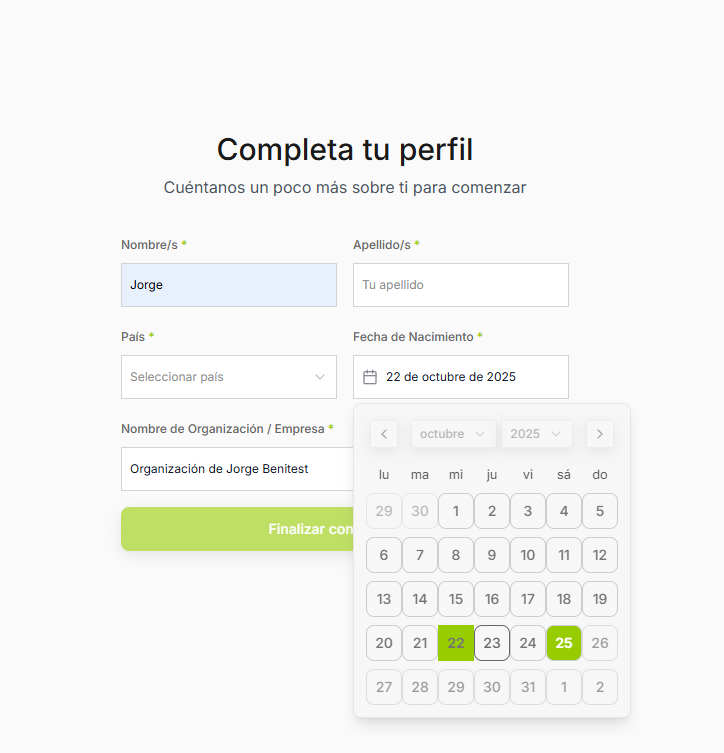 Completa tu perfil
Cuéntanos un poco más sobre ti para comenzar
Nombre/s * Apellido/s *
Jorge Tu apellido
País * Fecha de Nacimiento *
Seleccionar país 22 de octubre de 2025
Nombre de Organización / Empresa *
Organización de Jorge Benitest
Finalizar
octubre 2025
lu ma mi ju vi sá do
29 30 1 2 3 4 5
6 7 8 9 10 11 12
13 14 15 16 17 18 19
20 21 22 23 24 25 26
27 28 29 30 31 1 2